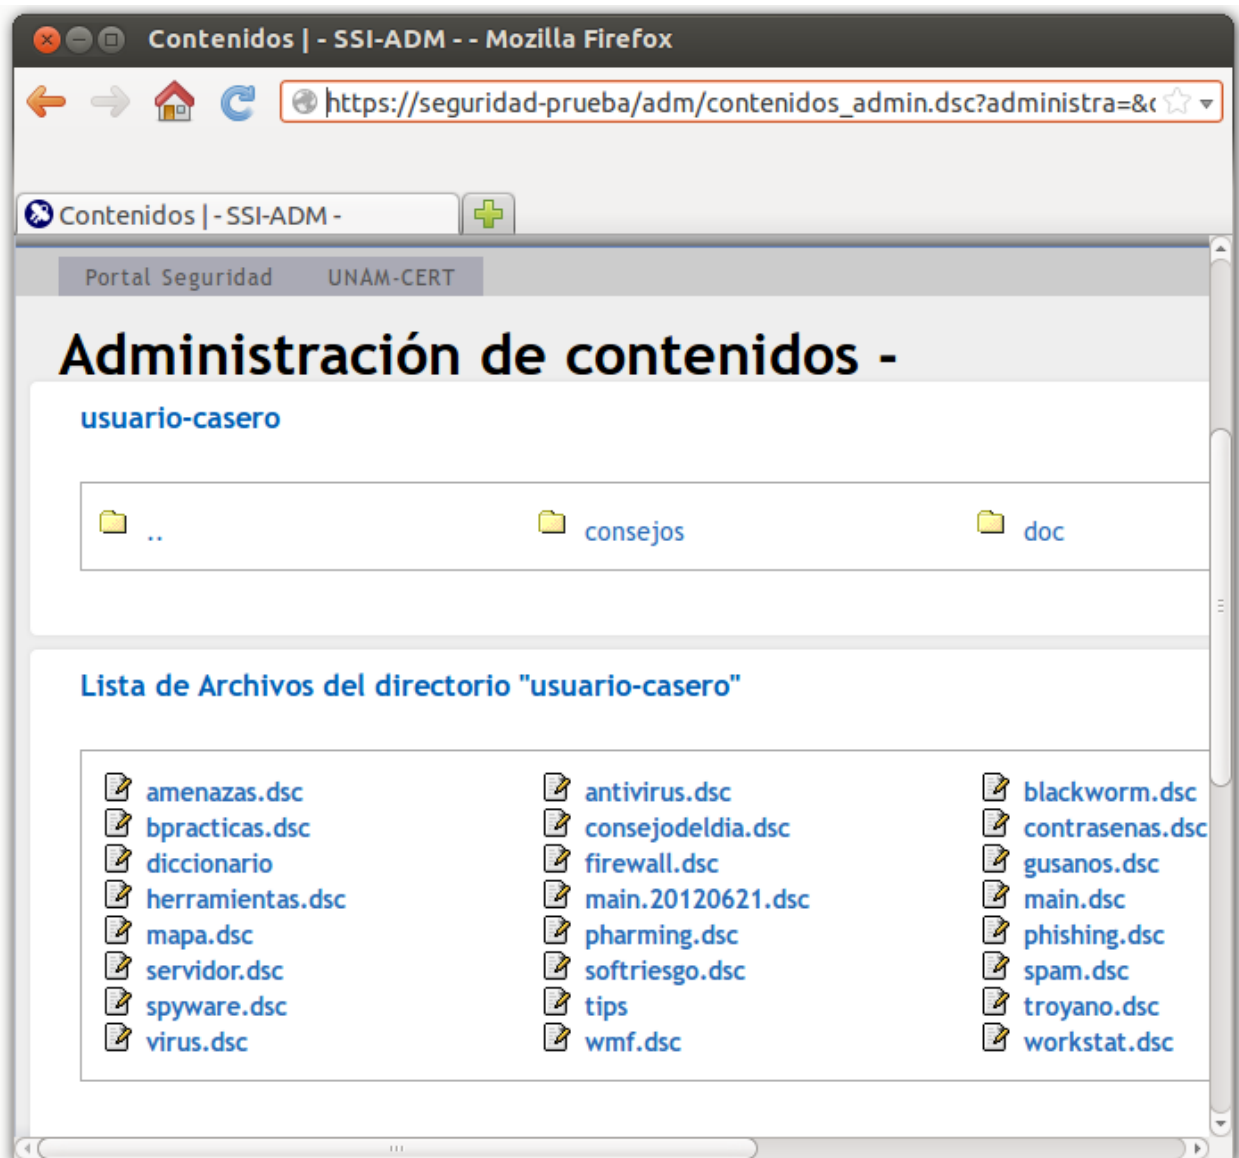 Contenidos | - SSI-ADM - - Mozilla Firefox
https://seguridad-prueba/adm/contenidos_admin.dsc?administra=&c
Contenidos | - SSI-ADM -
Portal Seguridad UNAM-CERT
Administración de contenidos -
usuario-casero
.. consejos doc
Lista de Archivos del directorio "usuario-casero"
amenazas.dsc antivirus.dsc blackworm.dsc
bpracticas.dsc consejodeldia.dsc contrasenas.dsc
diccionario firewall.dsc gusanos.dsc
herramientas.dsc main.20120621.dsc main.dsc
mapa.dsc pharming.dsc phishing.dsc
servidor.dsc softriesgo.dsc spam.dsc
spyware.dsc tips troyano.dsc
virus.dsc wmf.dsc workstat.dsc